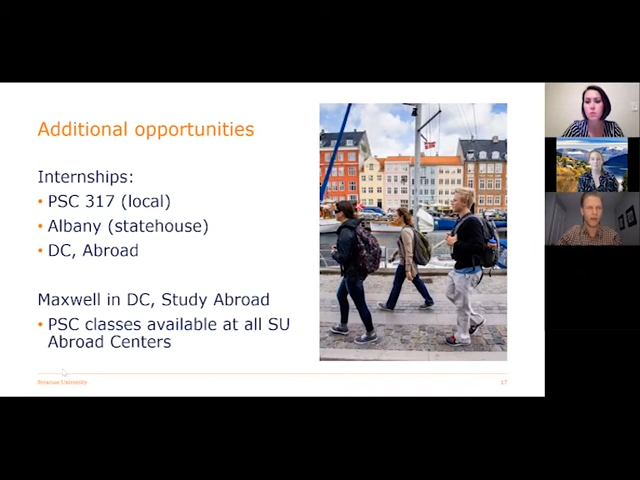 Additional opportunities
Internships:
• PSC 317 (local)
• Albany (statehouse)
• DC, Abroad
Maxwell in DC, Study Abroad
• PSC classes available at all SU
Abroad Centers
Syracuse University
17